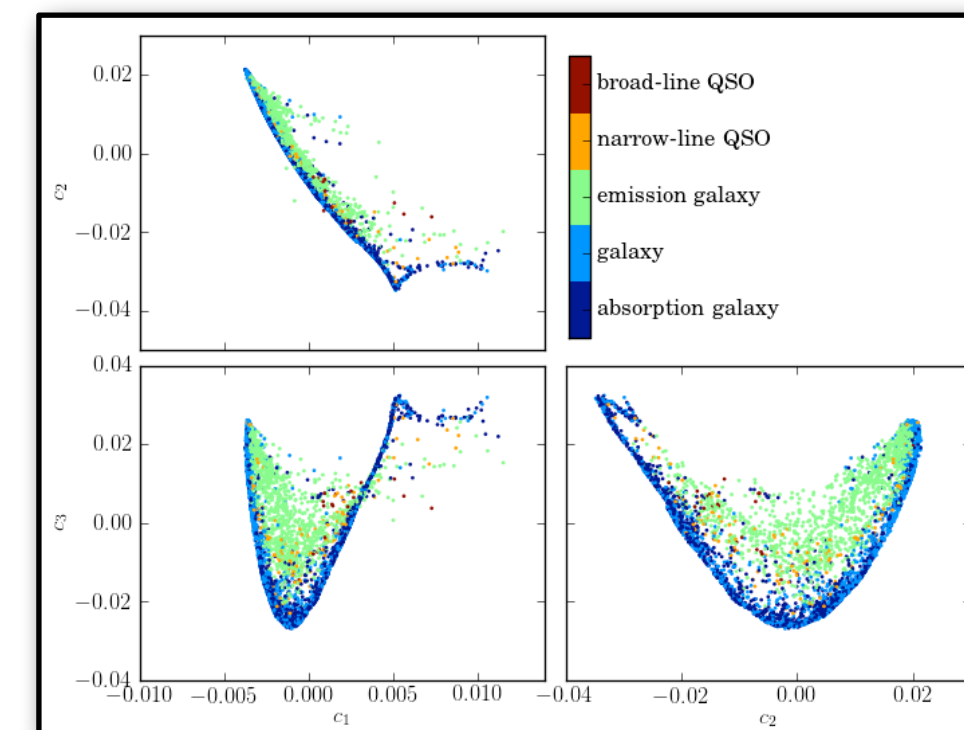 0.02
0.00
−0.02
−0.04
c2
broad-line QSO
narrow-line QSO
emission galaxy
galaxy
absorption galaxy
0.04
0.02
0.00
−0.02
−0.04
c3
−0.010 −0.005 0.000 0.005 0.010
c1
−0.04 −0.02 0.00 0.02
c2